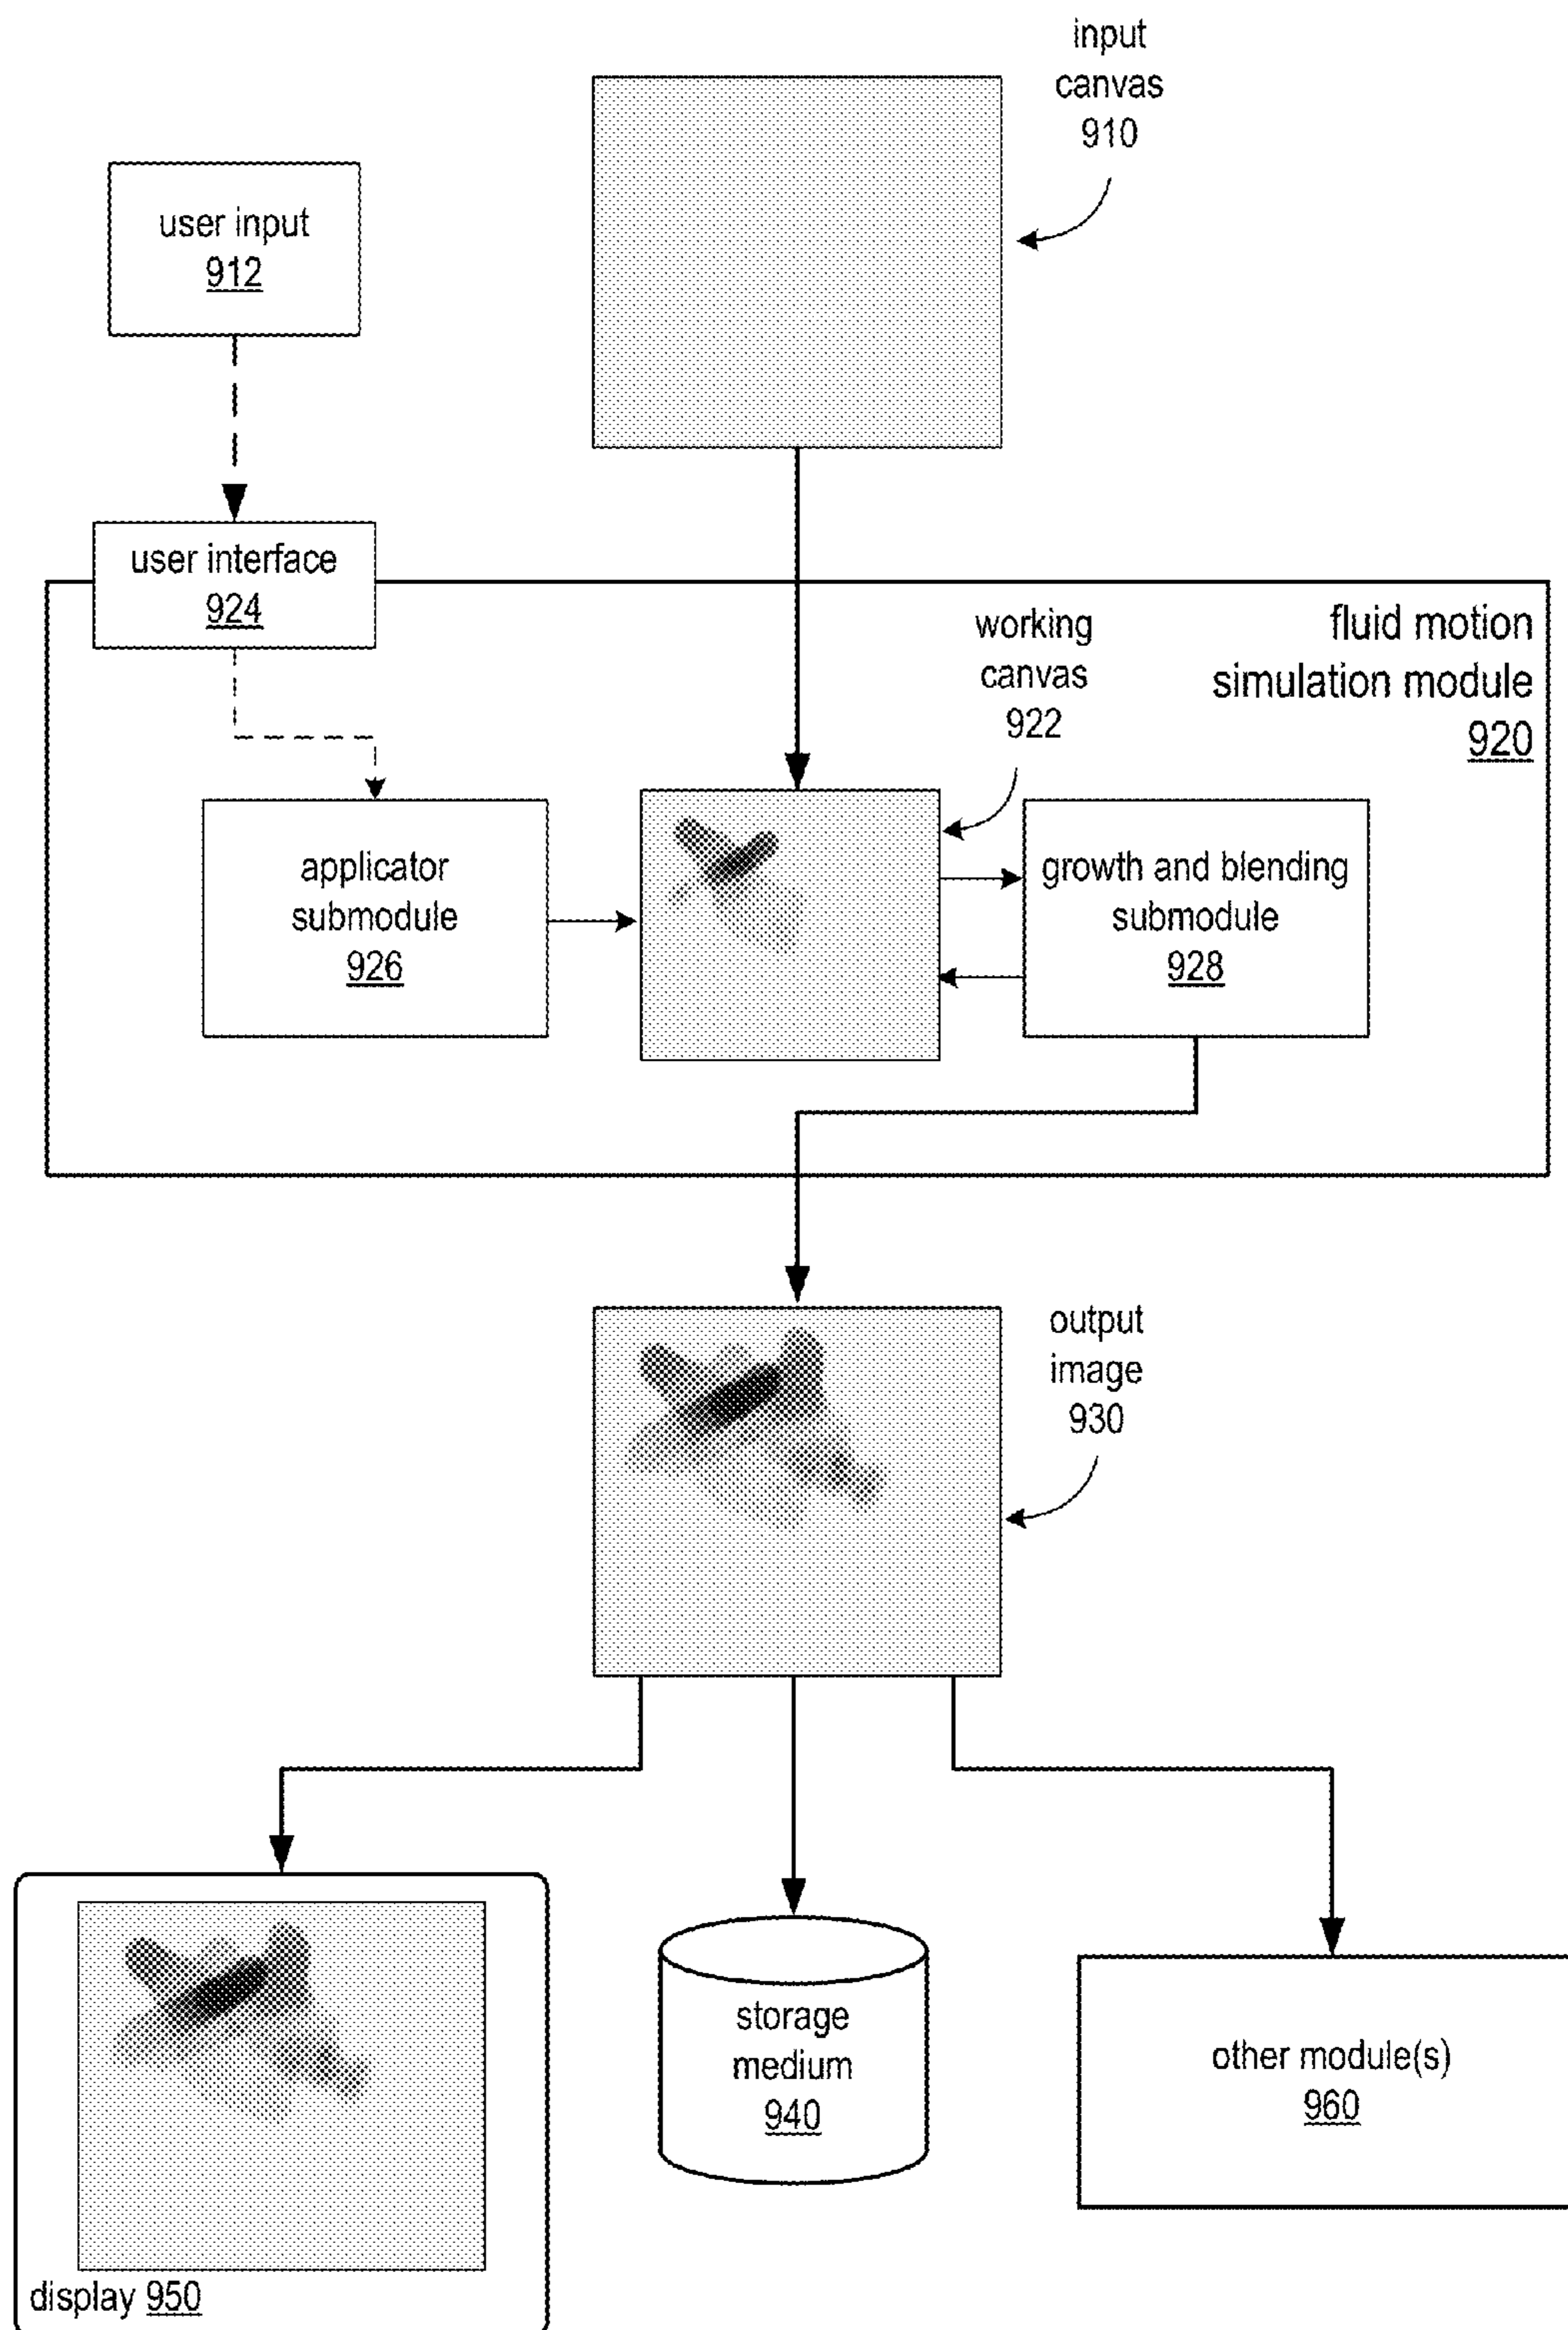 input
canvas
910
user input
912
user interface
924
fluid motion
simulation module
920
working
canvas
922
applicator
submodule
926
growth and blending
submodule
928
output
image
930
display 950
storage
medium
940
other module(s)
960